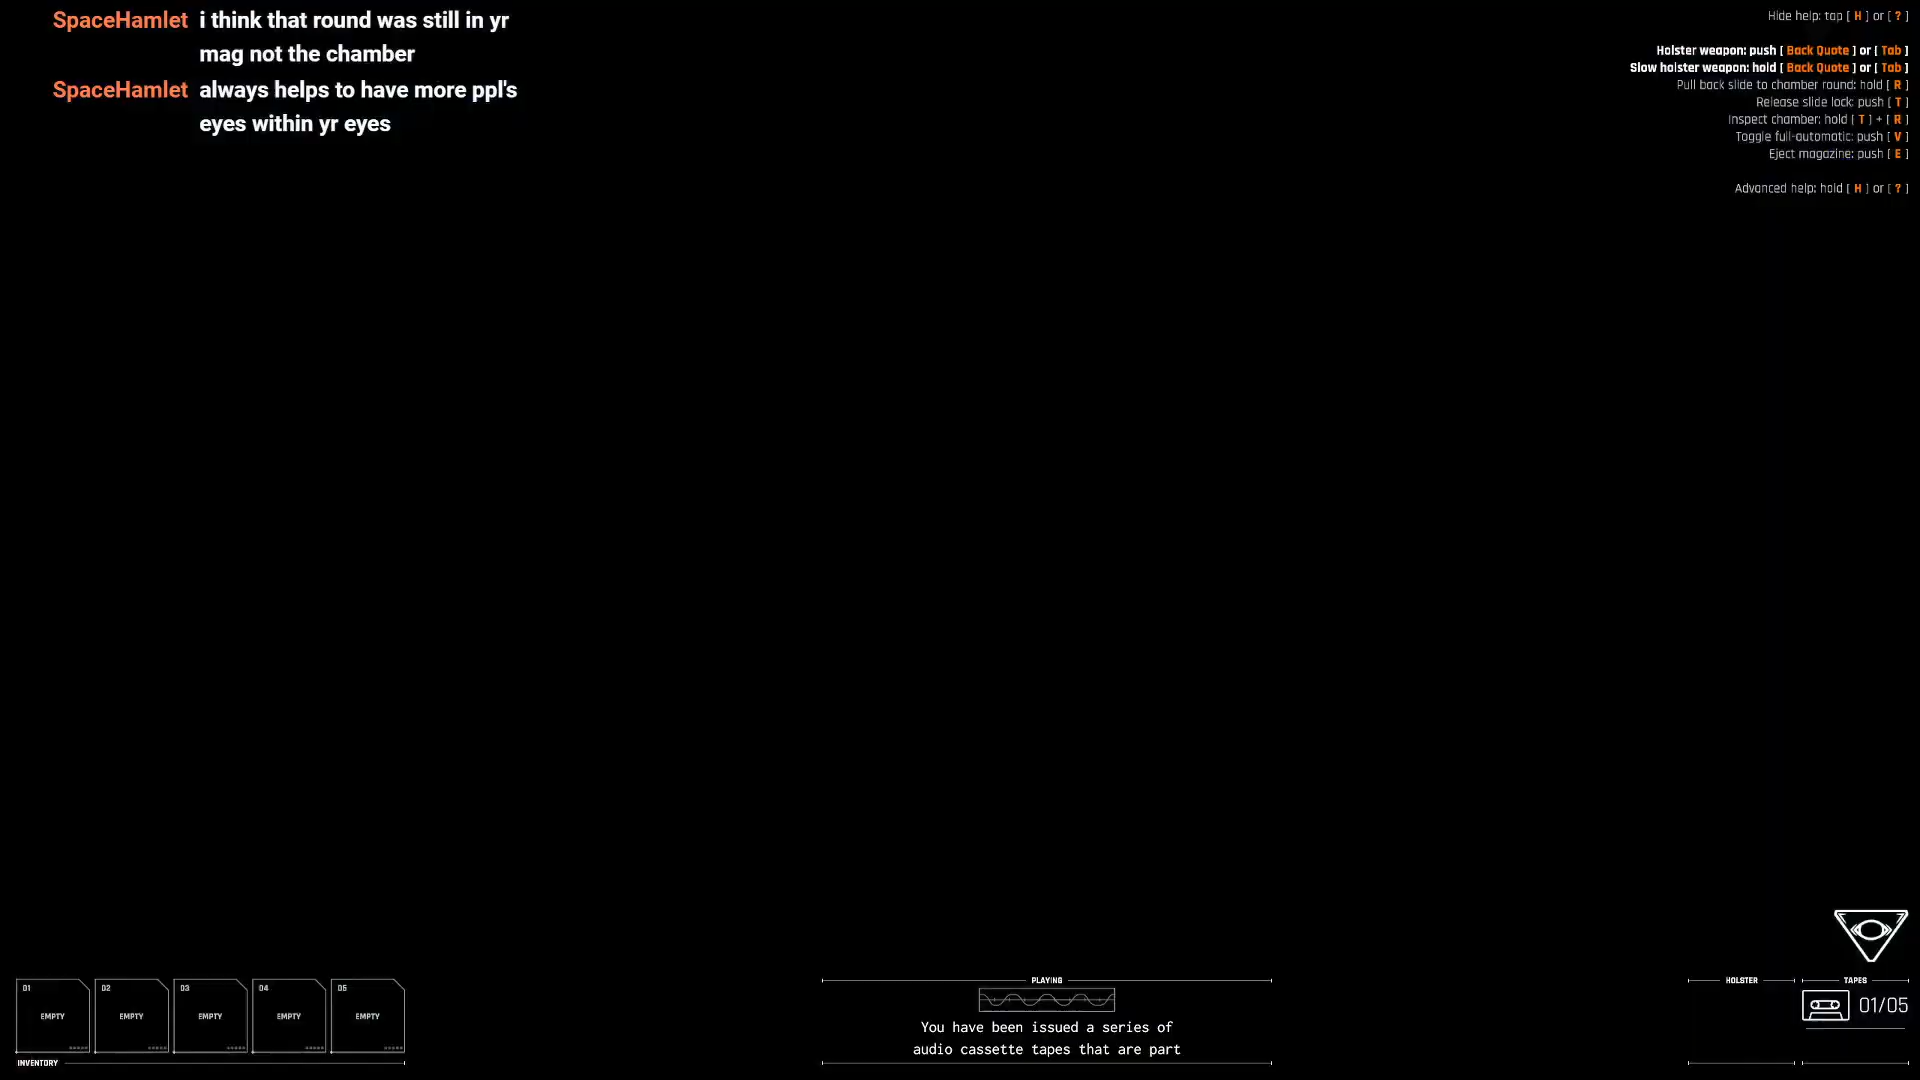 SpaceHamlet i think that round was still in yr
mag not the chamber
SpaceHamlet always helps to have more ppl's
eyes within yr eyes
Hide help: tap [ H ] or [ ? ]
Holster weapon: push [ Back Quote ] or [ Tab ]
Slow holster weapon: hold [ Back Quote ] or [ Tab ]
Pull back slide to chamber round: hold [ R ]
Release slide lock: push [ T ]
Inspect chamber: hold [ T ] + [ R ]
Toggle full-automatic: push [ V ]
Eject magazine: push [ E ]
Advanced help: hold [ H ] or [ ? ]
01 02 03 04 05
EMPTY EMPTY EMPTY EMPTY EMPTY
INVENTORY
PLAYING
You have been issued a series of
audio cassette tapes that are part
HOLSTER
TAPES
01/05